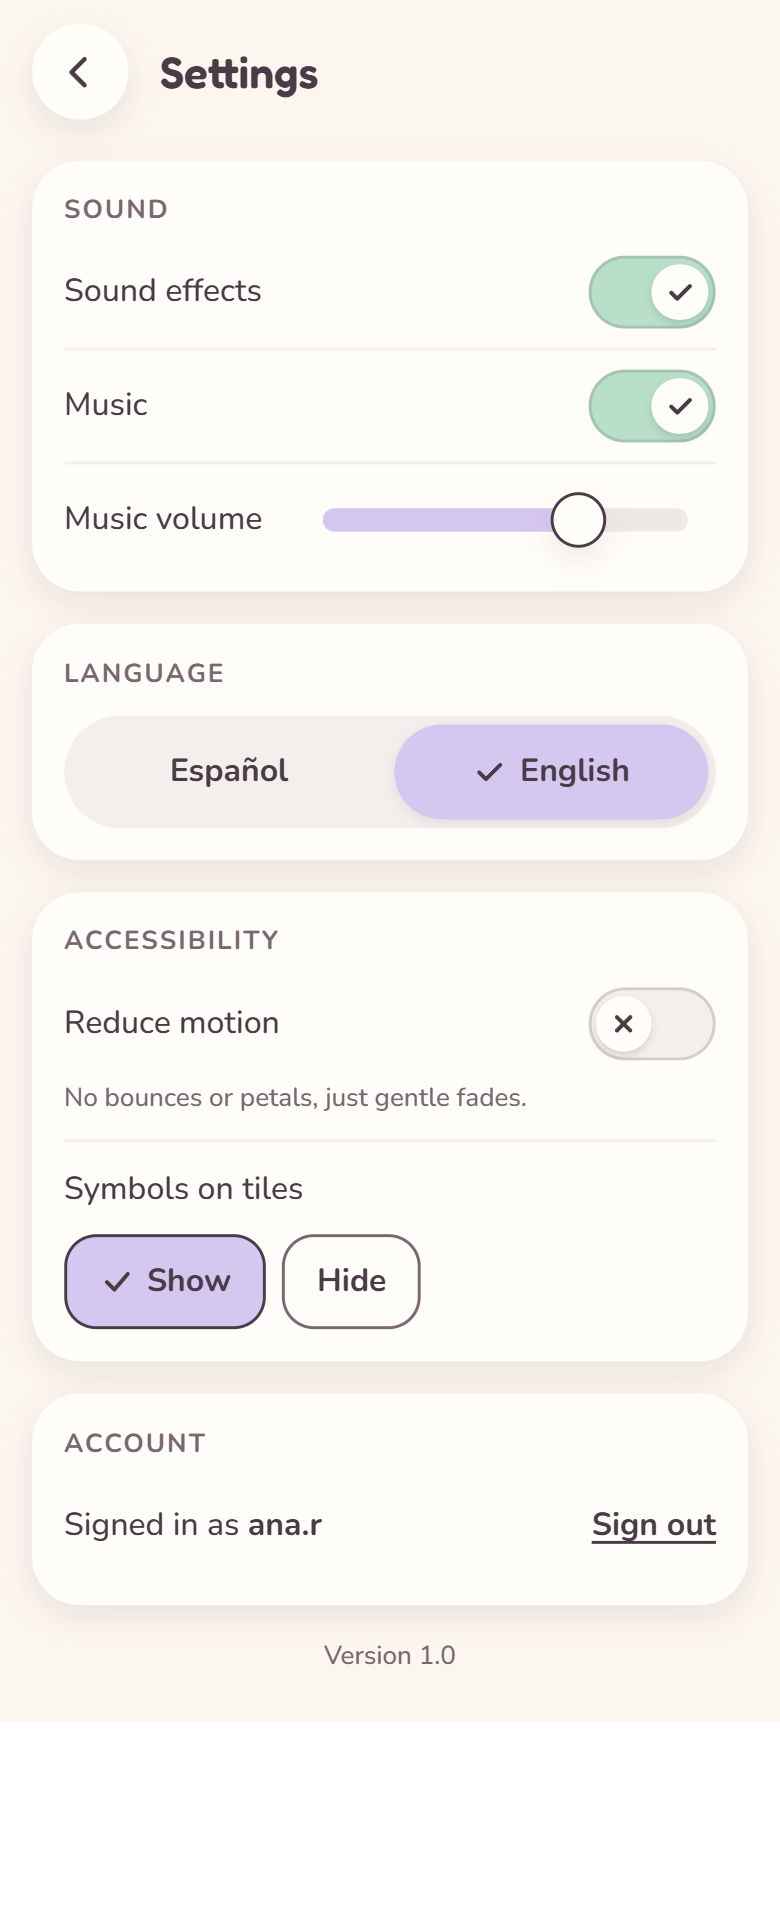 Settings
SOUND
Sound effects
Music
Music volume
LANGUAGE
Español
English
ACCESSIBILITY
Reduce motion
No bounces or petals, just gentle fades.
Symbols on tiles
Show
Hide
ACCOUNT
Signed in as ana.r
Sign out
Version 1.0